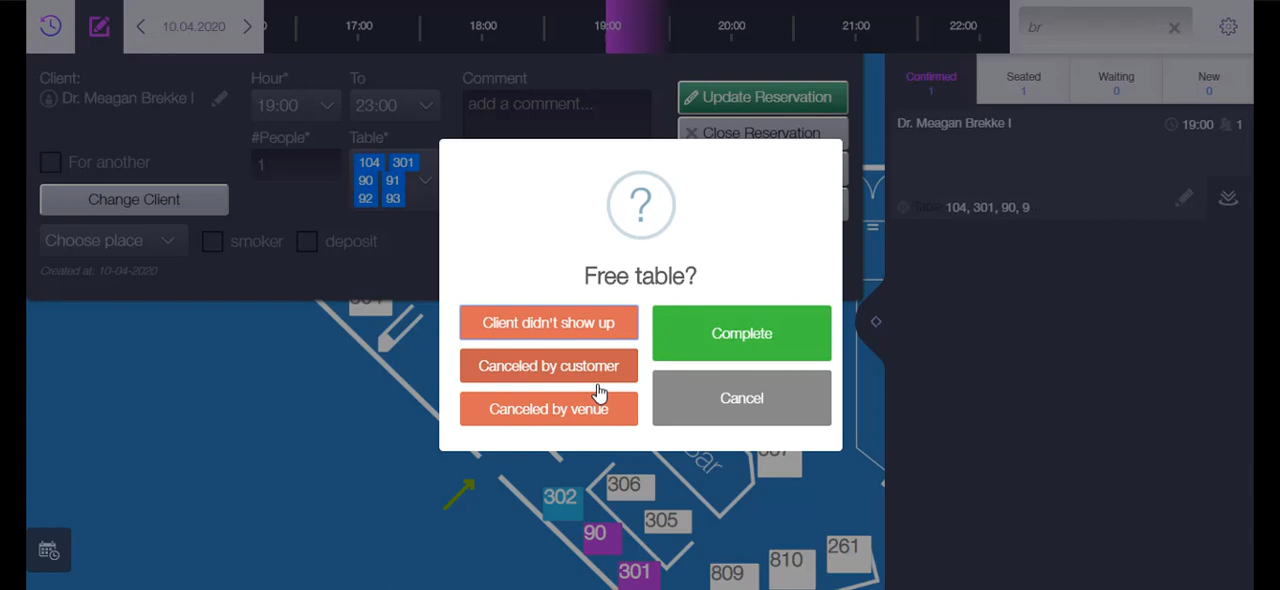 10.04.2020
17:00
18:00
19:00
20:00
21:00
22:00
br
Client:
Dr. Meagan Brekke I
Hour*
19:00
To
23:00
Comment
add a comment...
Update Reservation
Close Reservation
#People*
1
Table*
104 301
90 91
92 93
For another
Change Client
Choose place
smoker
deposit
Created at: 10-04-2020
Confirmed
1
Seated
1
Waiting
0
New
0
Dr. Meagan Brekke I
19:00
1
Table
104, 301, 90, 9
?
Free table?
Client didn't show up
Complete
Canceled by customer
Canceled by venue
Cancel
bar
306
302
305
90
301
809
810
261